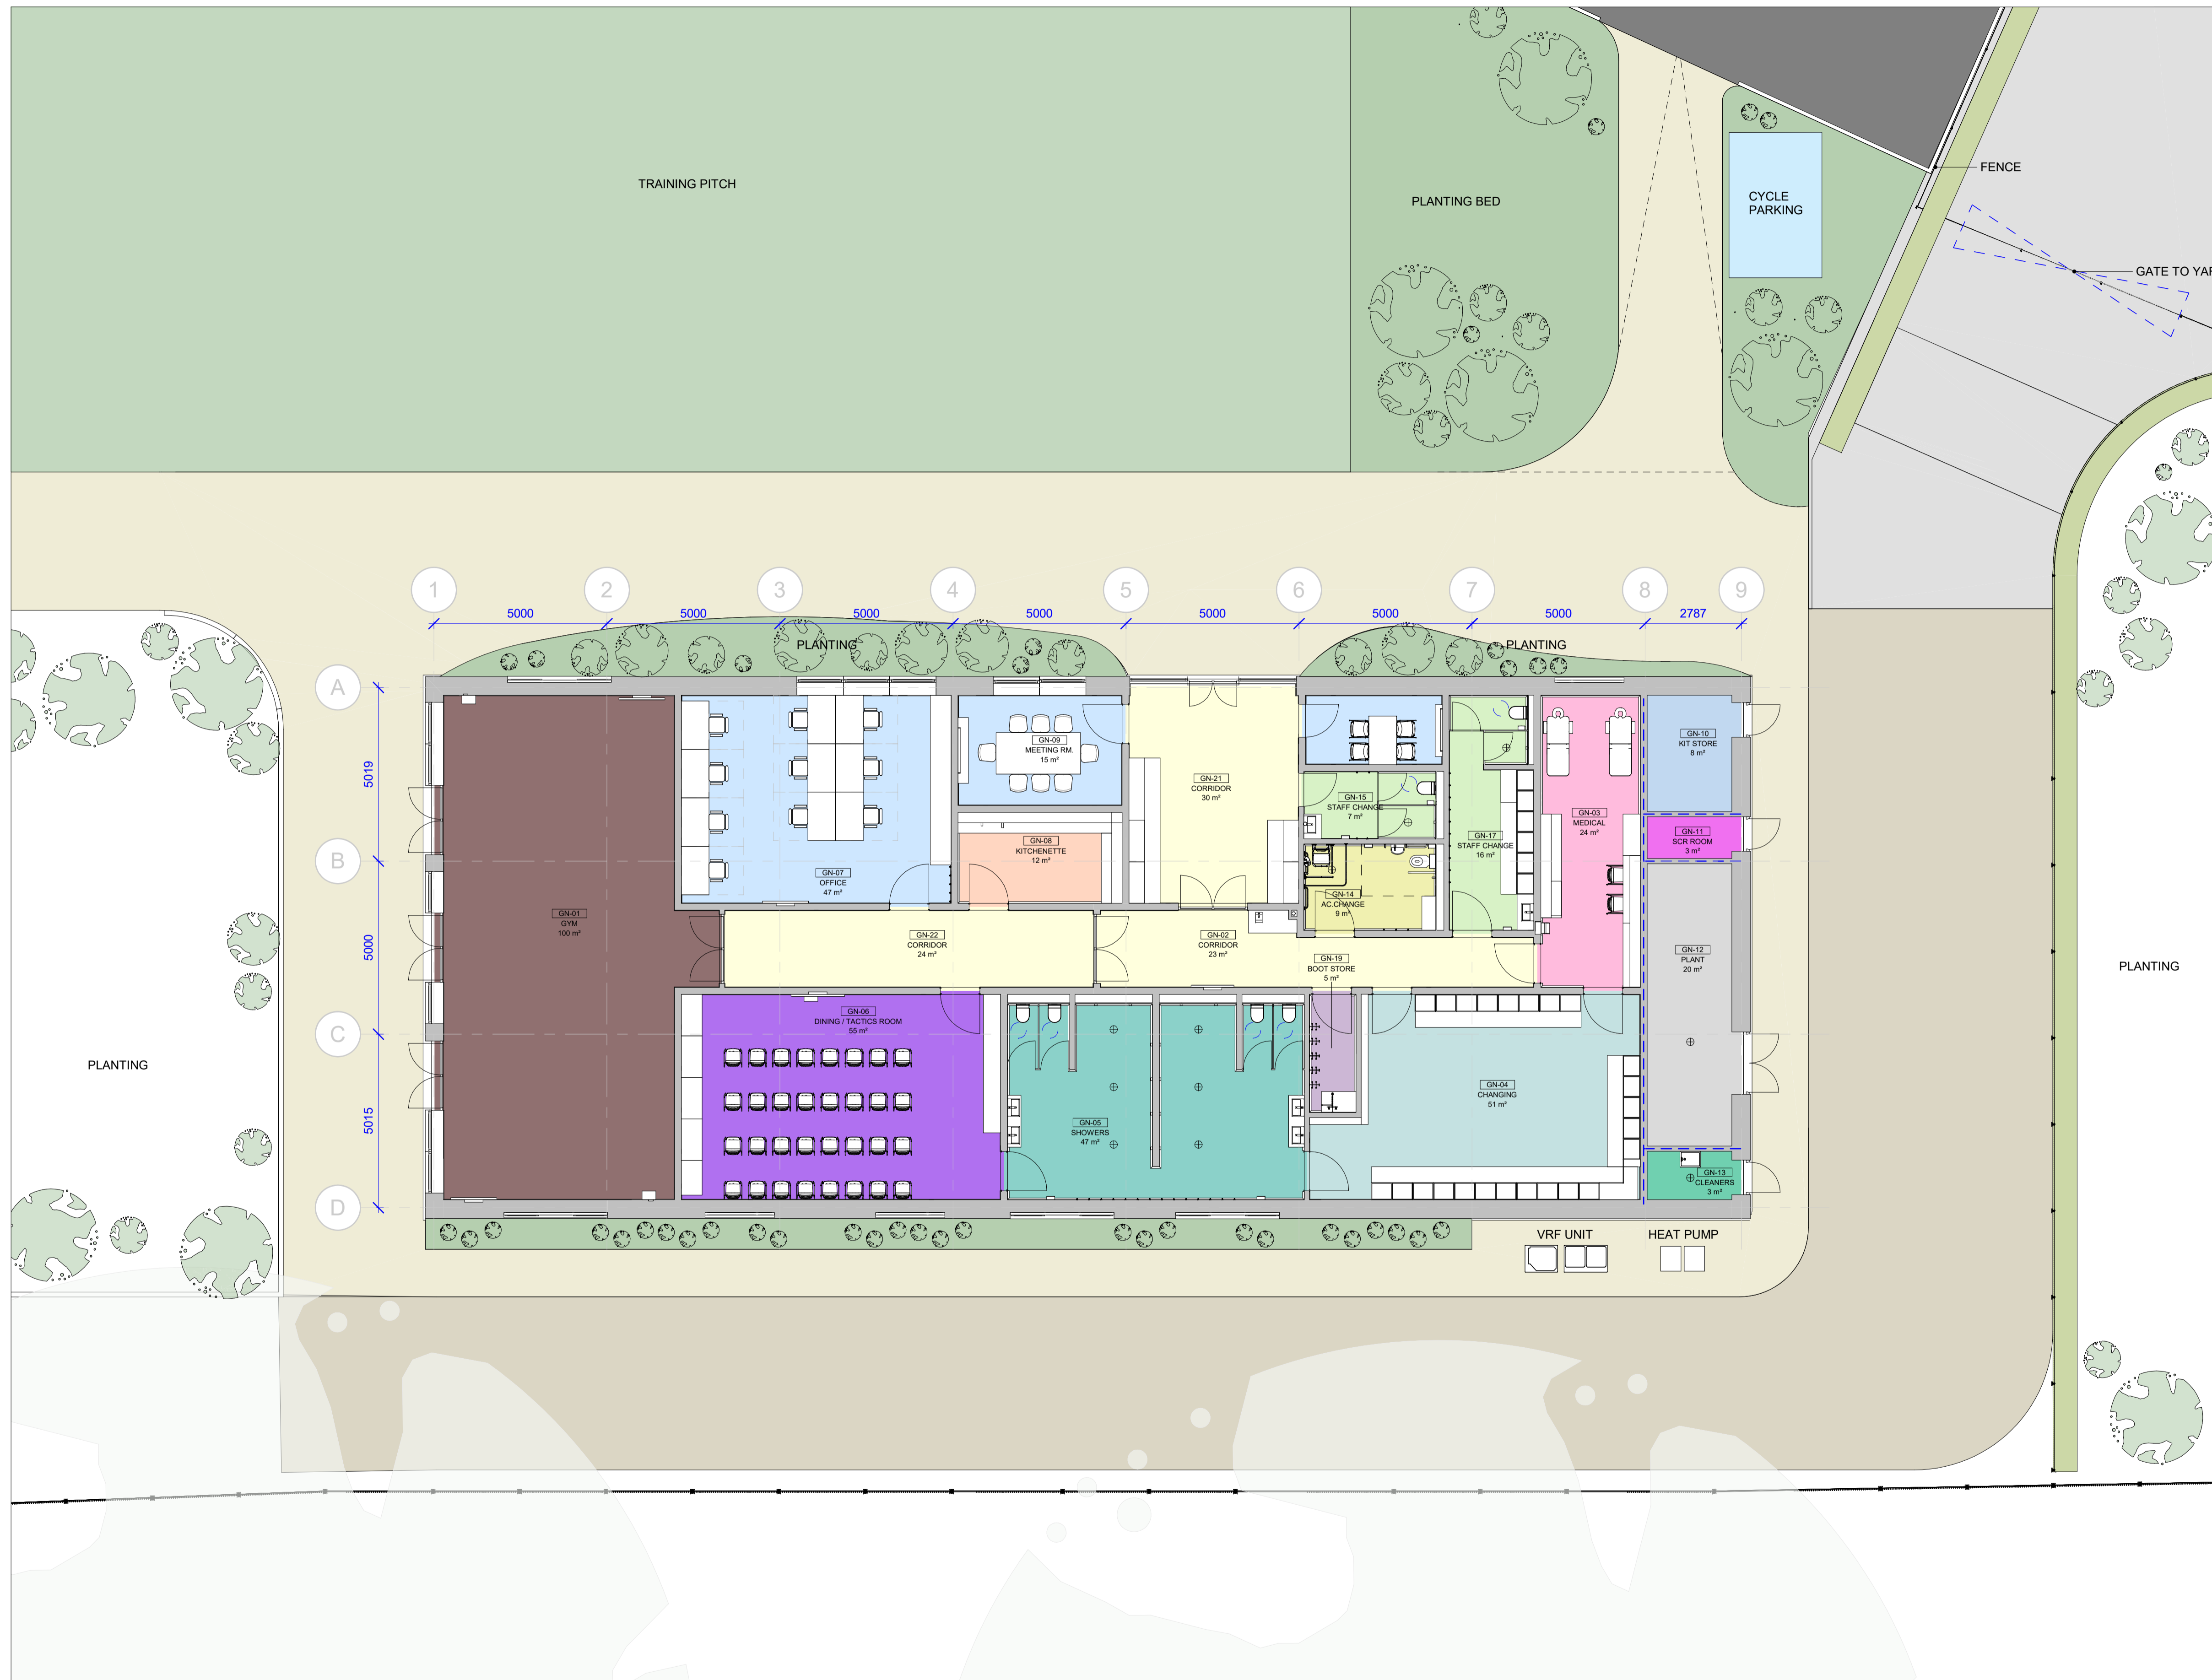 TRAINING PITCH
PLANTING BED
CYCLE
PARKING
FENCE
GATE TO YAR
1
2
3
4
5
6
7
8
9
5000
5000
5000
5000
5000
5000
5000
2787
PLANTING
PLANTING
A
B
C
D
5019
5000
5015
GN-09
MEETING RM.
15 m²
GN-21
CORRIDOR
30 m²
GN-15
STAFF CHANGE
7 m²
GN-10
KIT STORE
8 m²
GN-08
KITCHENETTE
12 m²
GN-03
MEDICAL
24 m²
GN-11
SCR ROOM
3 m²
GN-17
STAFF CHANGE
16 m²
GN-07
OFFICE
47 m²
GN-14
AC.CHANGE
9 m²
GN-01
GYM
100 m²
GN-22
CORRIDOR
24 m²
GN-02
CORRIDOR
23 m²
GN-19
BOOT STORE
5 m²
GN-12
PLANT
20 m²
GN-06
DINING / TACTICS ROOM
55 m²
GN-05
SHOWERS
47 m²
GN-04
CHANGING
51 m²
GN-13
CLEANERS
3 m²
PLANTING
PLANTING
VRF UNIT
HEAT PUMP